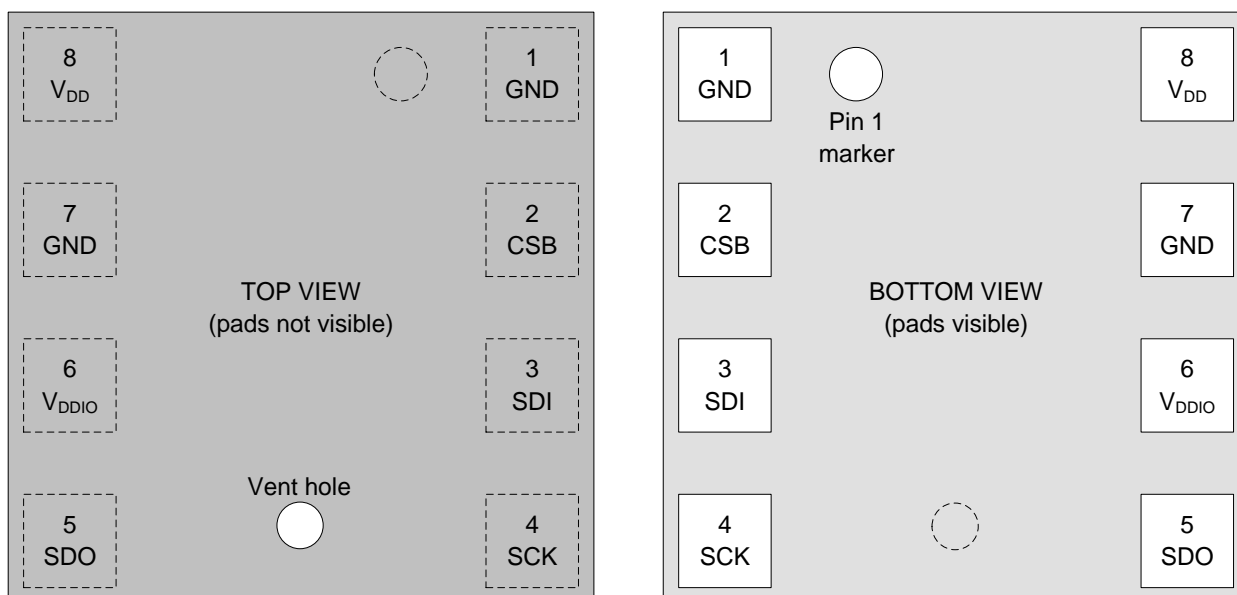 8
VDD
1
GND
7
GND
2
CSB
TOP VIEW
(pads not visible)
6
VDDIO
3
SDI
Vent hole
5
SDO
4
SCK
1
GND
Pin 1
marker
8
VDD
2
CSB
7
GND
BOTTOM VIEW
(pads visible)
3
SDI
6
VDDIO
4
SCK
5
SDO